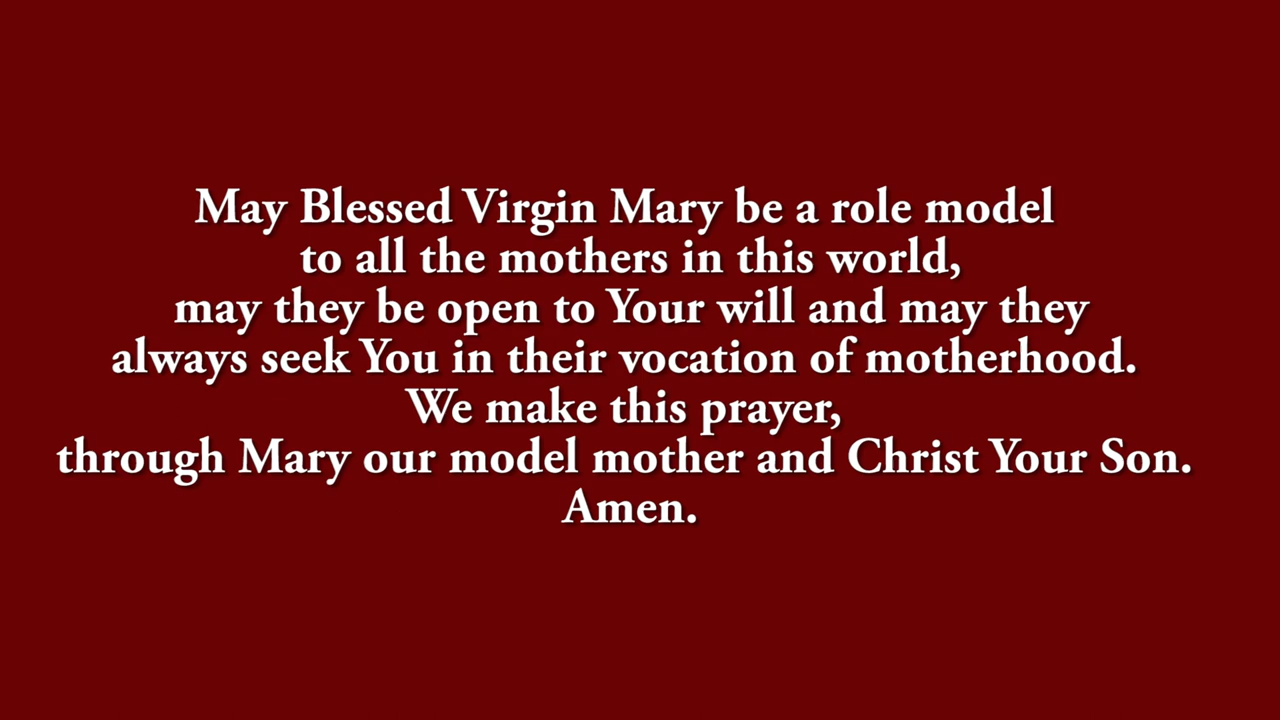 May Blessed Virgin Mary be a role model
to all the mothers in this world,
may they be open to Your will and may they
always seek You in their vocation of motherhood.
We make this prayer,
through Mary our model mother and Christ Your Son.
Amen.